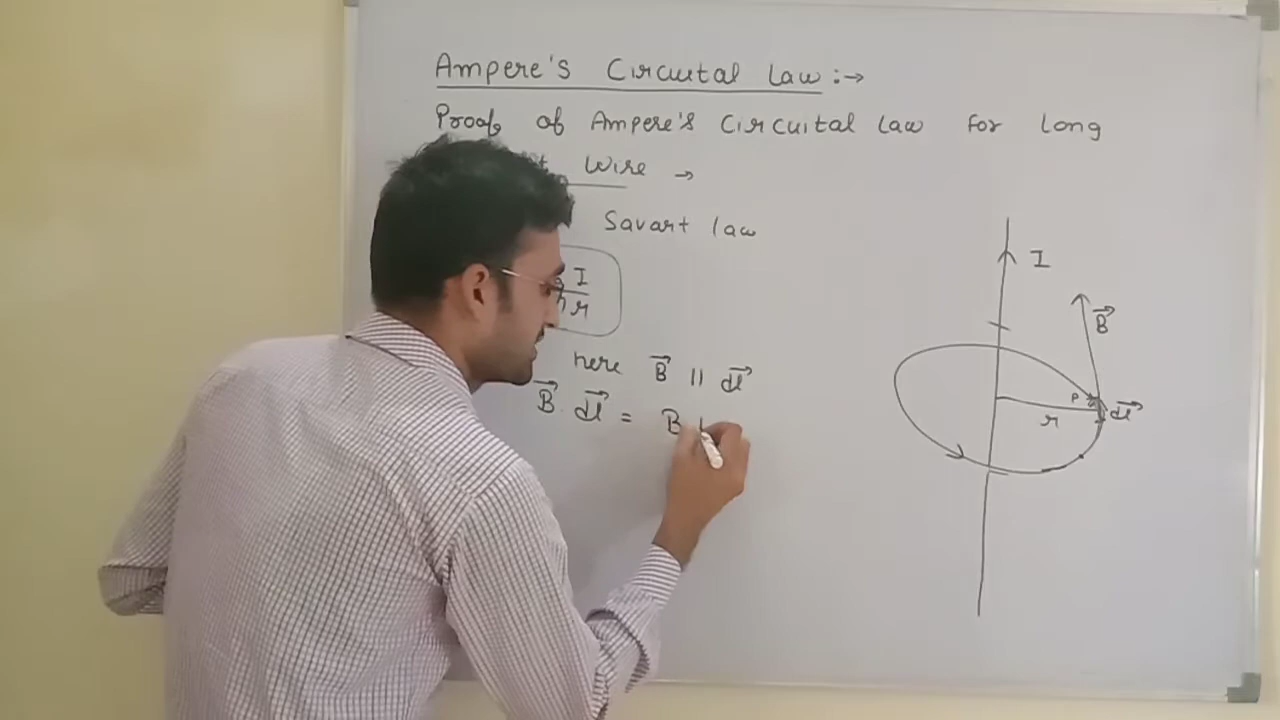 Ampere's Circuital Law :→
Proof of Ampere's Circuital law for long
Wire →
Savart law
I
r
here B⃗ || dl⃗
B⃗ . dl⃗ = B
I
B⃗
P
dl⃗
r